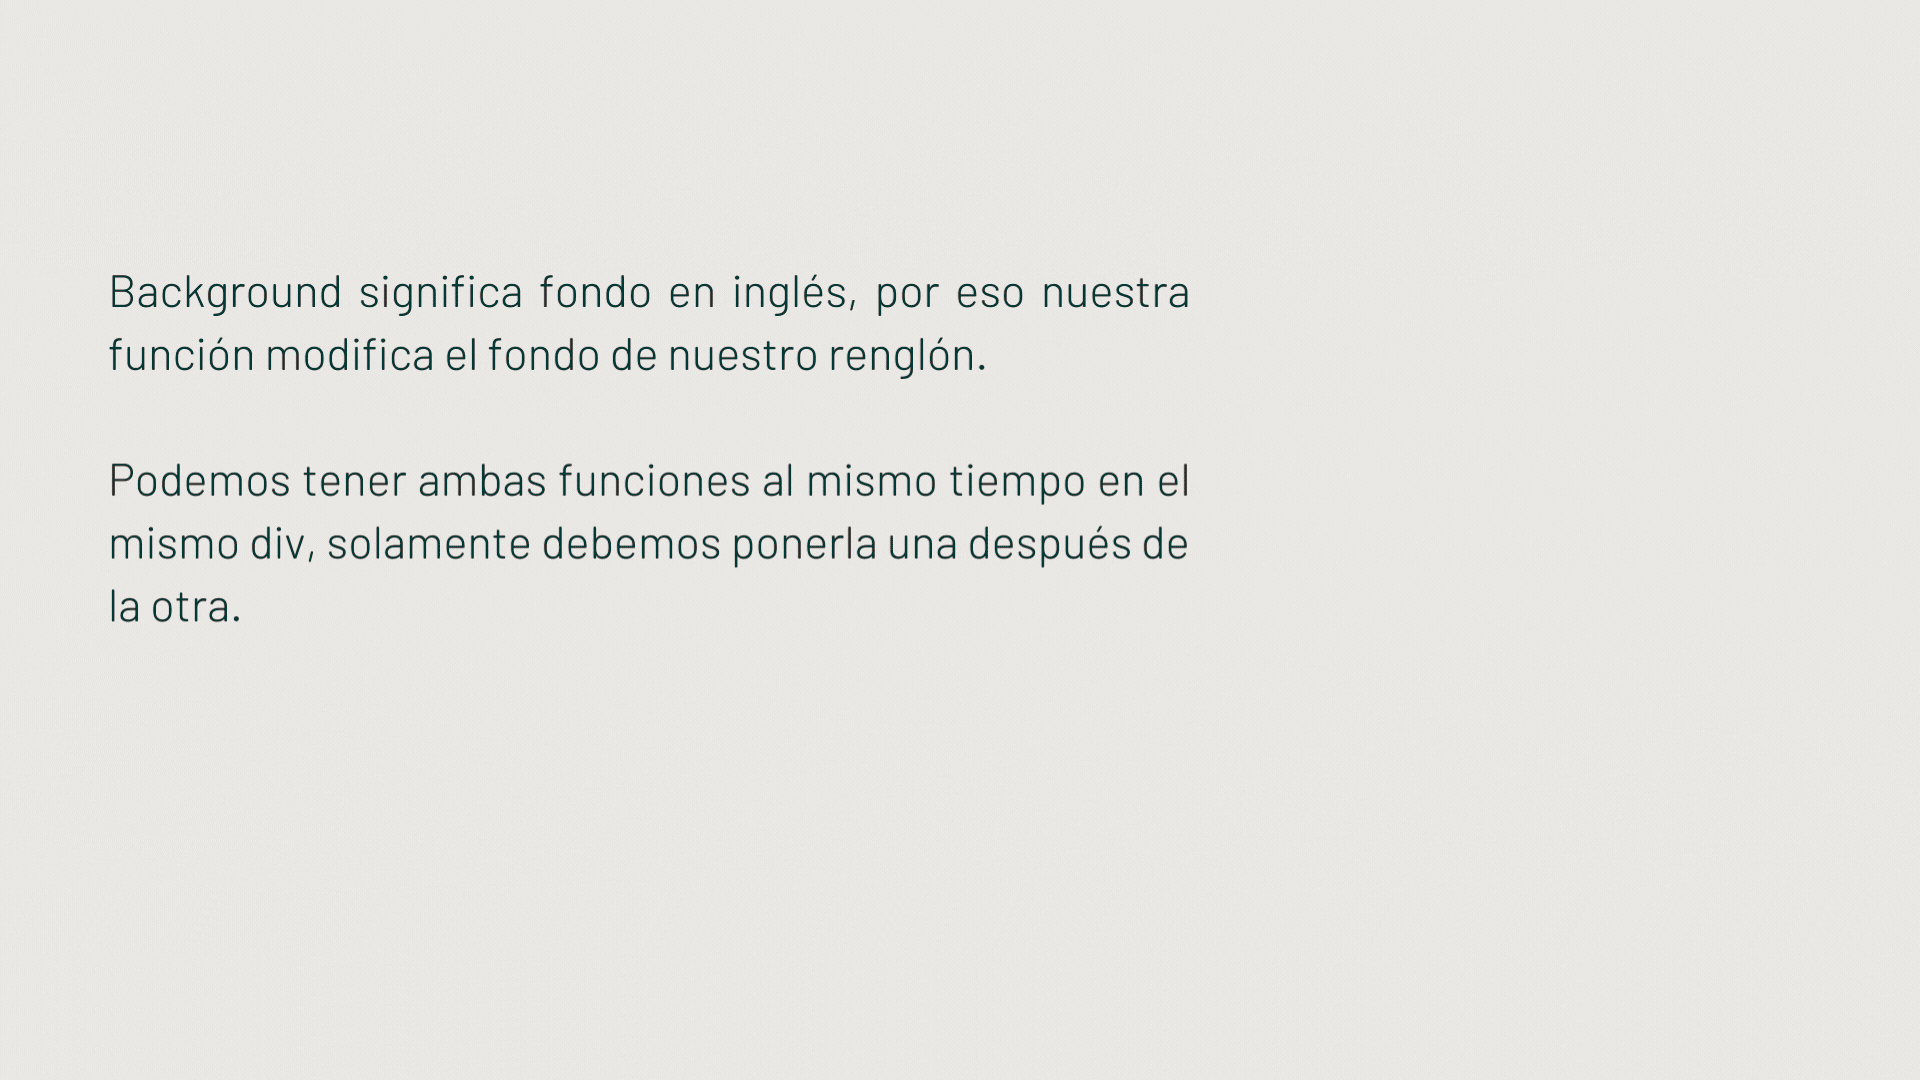 Background significa fondo en inglés, por eso nuestra
función modifica el fondo de nuestro renglón.
Podemos tener ambas funciones al mismo tiempo en el
mismo div, solamente debemos ponerla una después de
la otra.